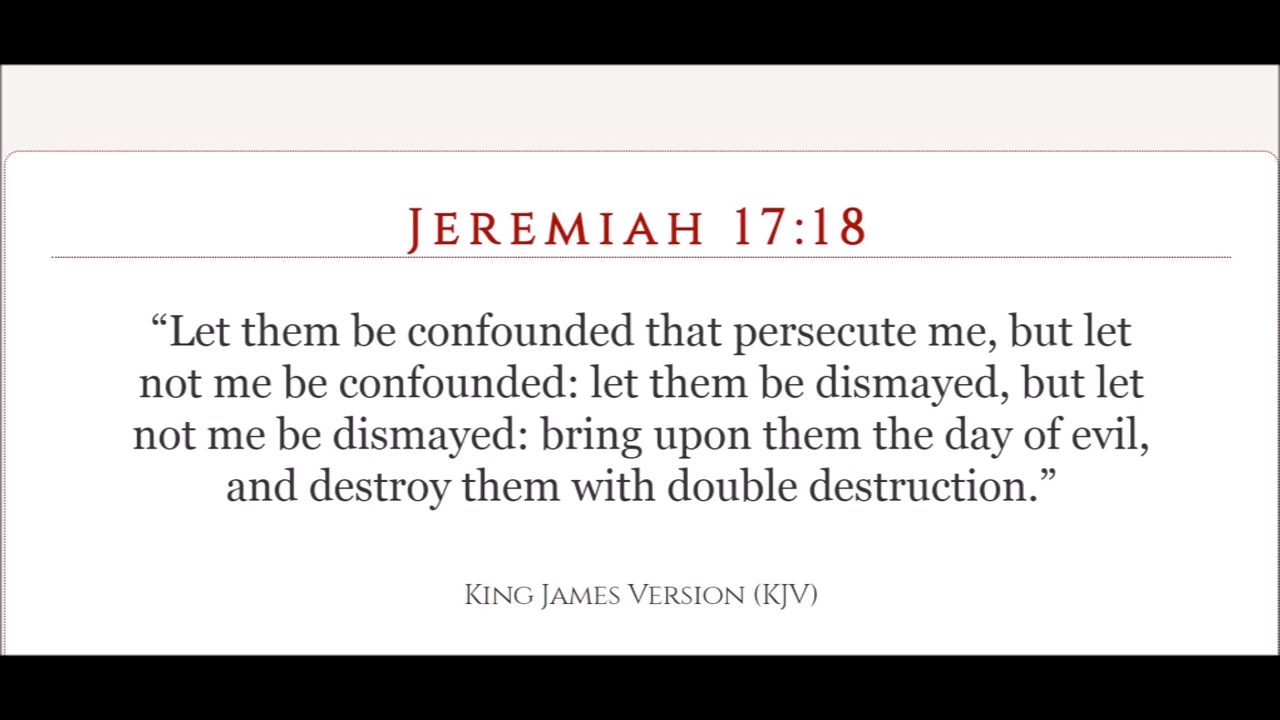 Jeremiah 17:18
“Let them be confounded that persecute me, but let
not me be confounded: let them be dismayed, but let
not me be dismayed: bring upon them the day of evil,
and destroy them with double destruction.”
King James Version (KJV)